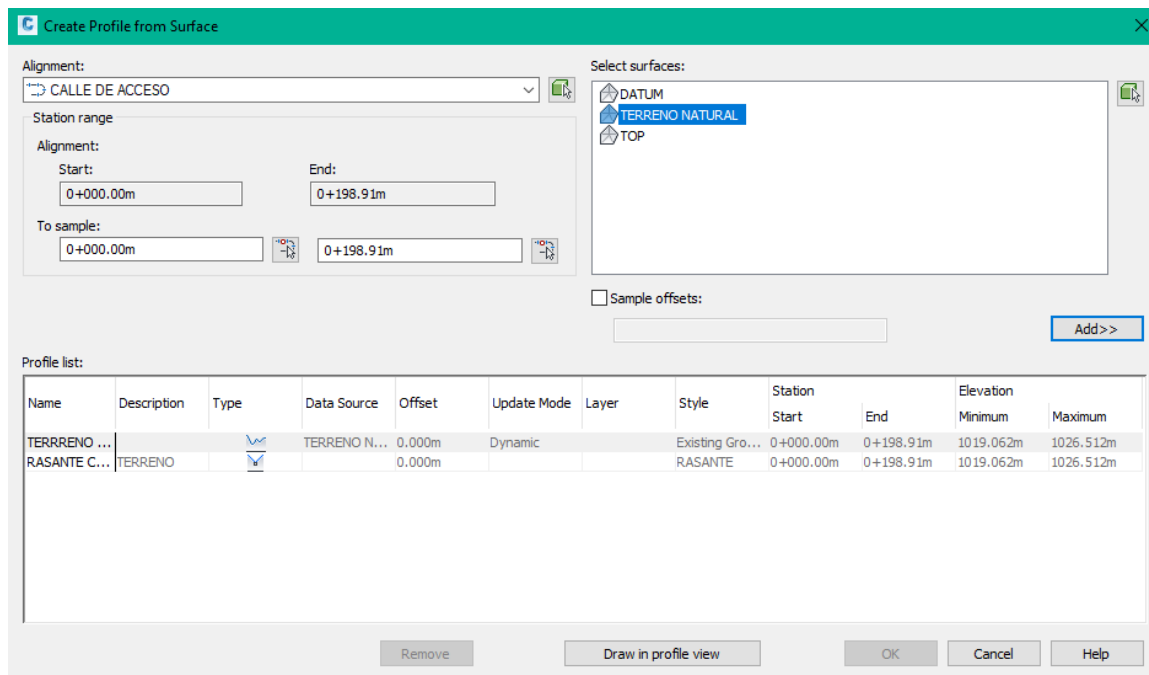 Create Profile from Surface
Alignment:
CALLE DE ACCESO
Station range
Alignment:
Start: End:
0+000.00m 0+198.91m
To sample:
0+000.00m 0+198.91m
Select surfaces:
DATUM
TERRENO NATURAL
TOP
Sample offsets:
Add>>
Profile list:
Name Description Type Data Source Offset Update Mode Layer Style Station Elevation
Start End Minimum Maximum
TERRRENO ... TERRENO N... 0.000m Dynamic Existing Gro... 0+000.00m 0+198.91m 1019.062m 1026.512m
RASANTE C... TERRENO 0.000m RASANTE 0+000.00m 0+198.91m 1019.062m 1026.512m
Remove Draw in profile view OK Cancel Help